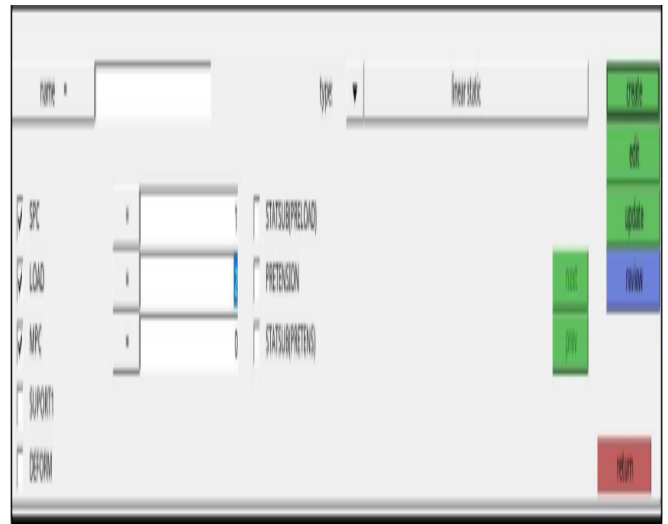 name = type: ▼ linear static create
edit
SPC = 1 STATSUB(PRELOAD) update
LOAD = 2 PRETENSION next review
MPC = 0 STATSUB(PRETENS) prev
SUPORT1
DEFORM return